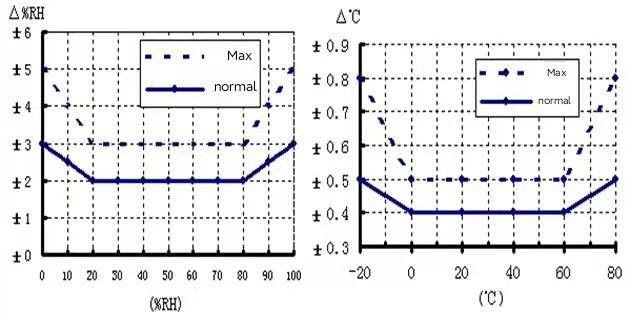 Δ%RH
±6
±5
±4
±3
±2
±1
±0
Max
normal
0 10 20 30 40 50 60 70 80 90 100
(%RH)
Δ℃
±0.9
±0.8
±0.7
±0.6
±0.5
±0.4
±0.3
Max
normal
-20 0 20 40 60 80
(℃)